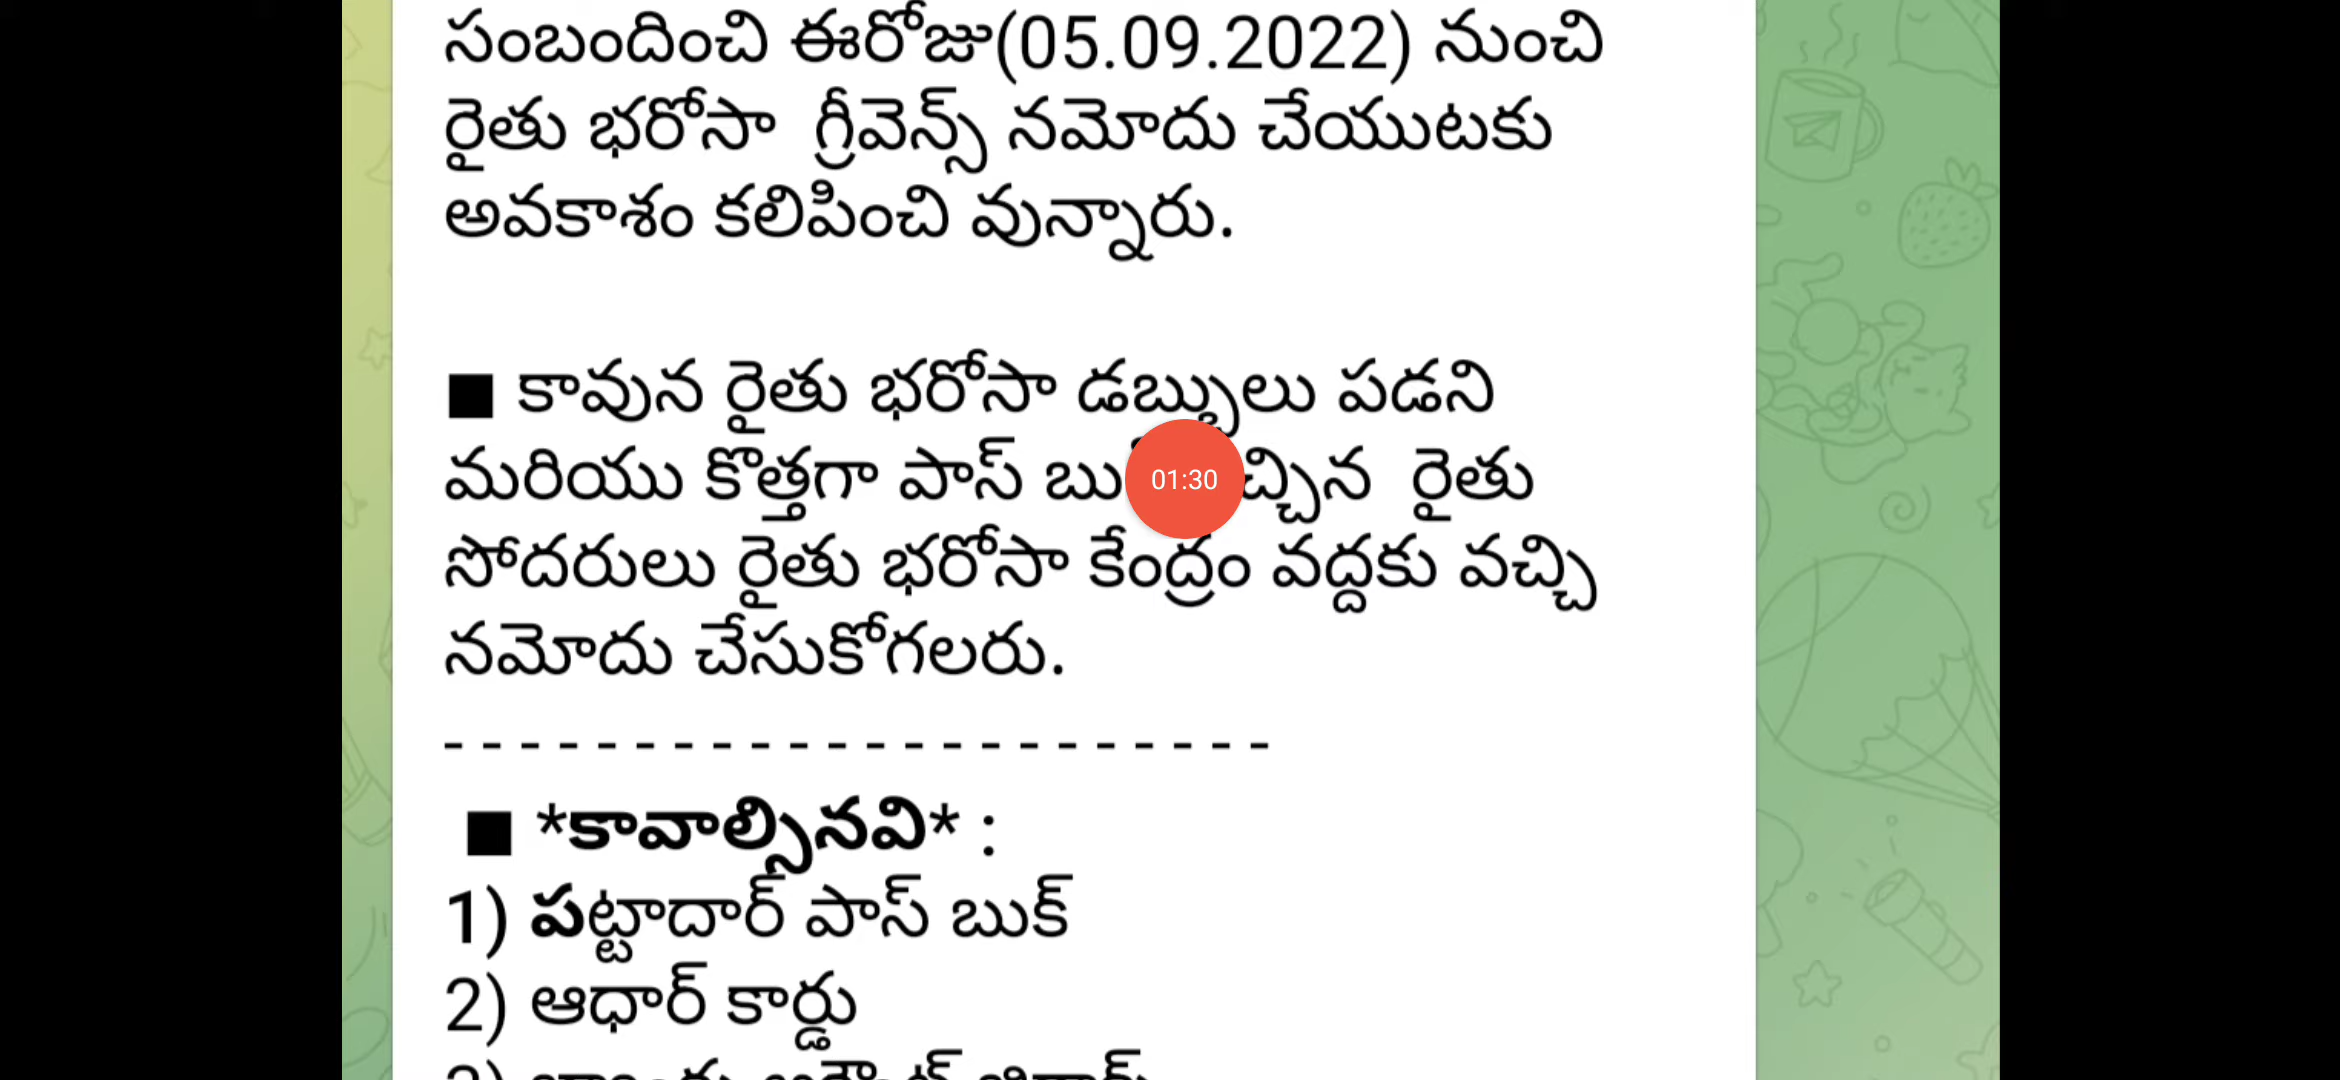 సంబందించి ఈరోజు(05.09.2022) నుంచి
రైతు భరోసా గ్రీవెన్స్ నమోదు చేయుటకు
అవకాశం కలిపించి వున్నారు.
■ కావున రైతు భరోసా డబ్బులు పడని
మరియు కొత్తగా పాస్ 01:30 రైతు
సోదరులు రైతు భరోసా కేంద్రం వద్దకు వచ్చి
నమోదు చేసుకోగలరు.
- - - - - - - - - - - - - - - - - - - - - -
■ *కావాల్సినవి* :
1) పట్టాదార్ పాస్ బుక్
2) ఆధార్ కార్డు